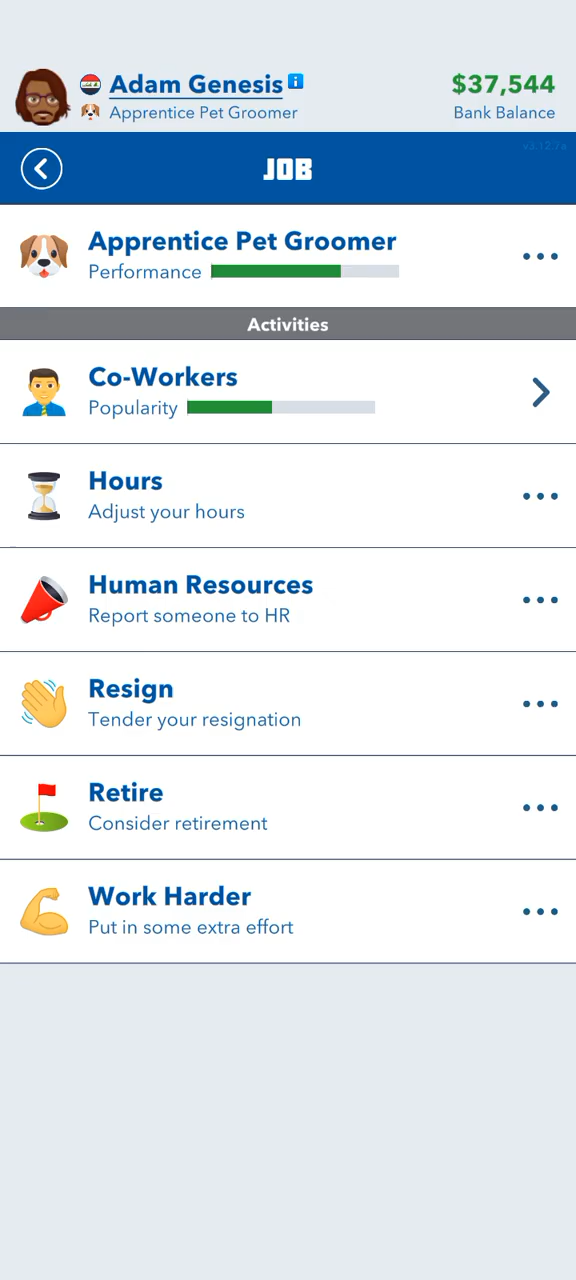 Adam Genesis
$37,544
Apprentice Pet Groomer
Bank Balance
JOB
Apprentice Pet Groomer
Performance
Activities
Co-Workers
Popularity
Hours
Adjust your hours
Human Resources
Report someone to HR
Resign
Tender your resignation
Retire
Consider retirement
Work Harder
Put in some extra effort